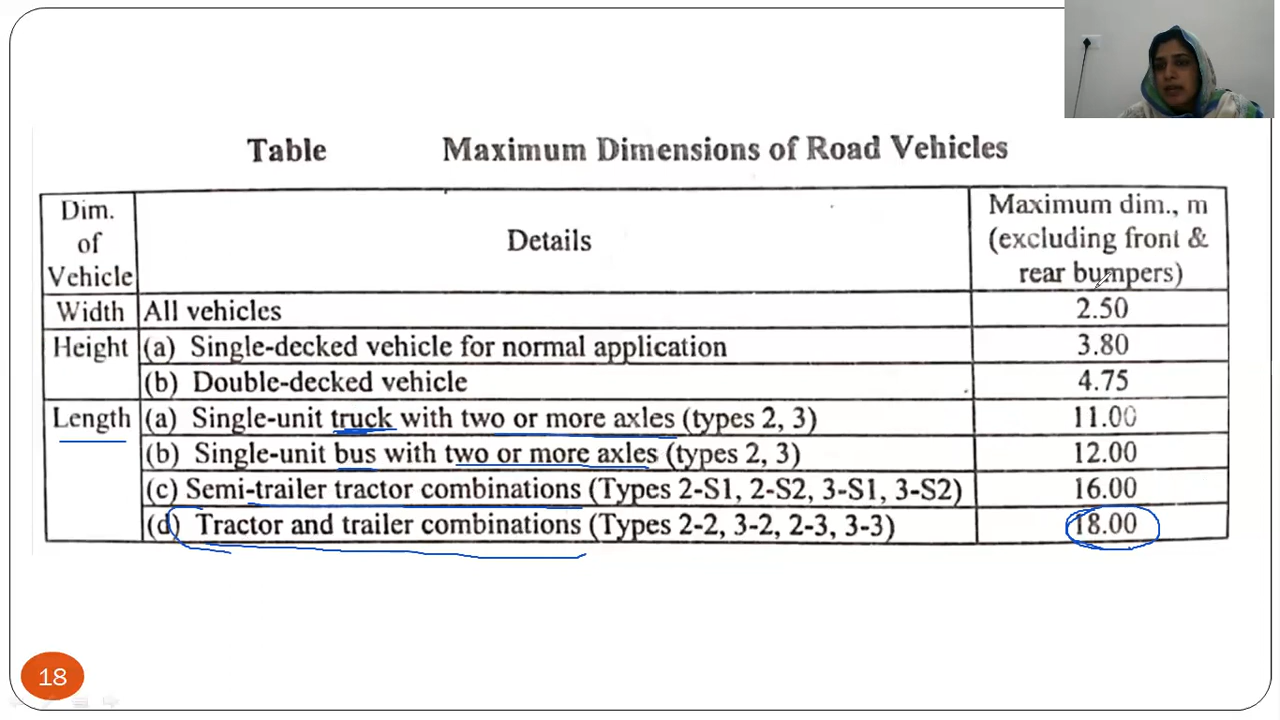 Table Maximum Dimensions of Road Vehicles
Dim. of Vehicle Details Maximum dim., m (excluding front & rear bumpers)
Width All vehicles 2.50
Height (a) Single-decked vehicle for normal application 3.80
(b) Double-decked vehicle 4.75
Length (a) Single-unit truck with two or more axles (types 2, 3) 11.00
(b) Single-unit bus with two or more axles (types 2, 3) 12.00
(c) Semi-trailer tractor combinations (Types 2-S1, 2-S2, 3-S1, 3-S2) 16.00
(d) Tractor and trailer combinations (Types 2-2, 3-2, 2-3, 3-3) 18.00
18